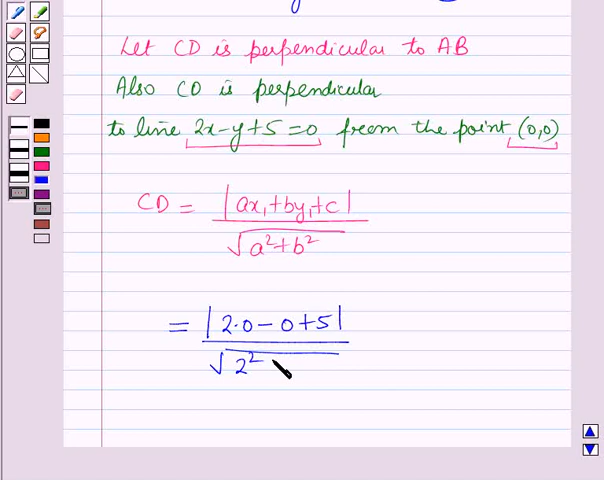 Let CD is perpendicular to AB
Also CD is perpendicular
to line 2x-y+5=0 from the point (0,0)
CD = |ax₁+by₁+c|
√a²+b²
= |2·0-0+5|
√2²